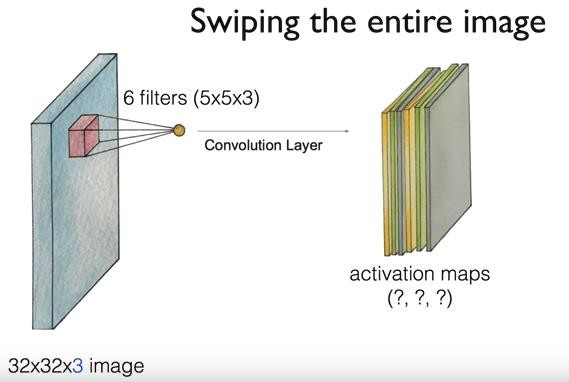 Swiping the entire image
6 filters (5x5x3)
Convolution Layer
activation maps
(?, ?, ?)
32x32x3 image